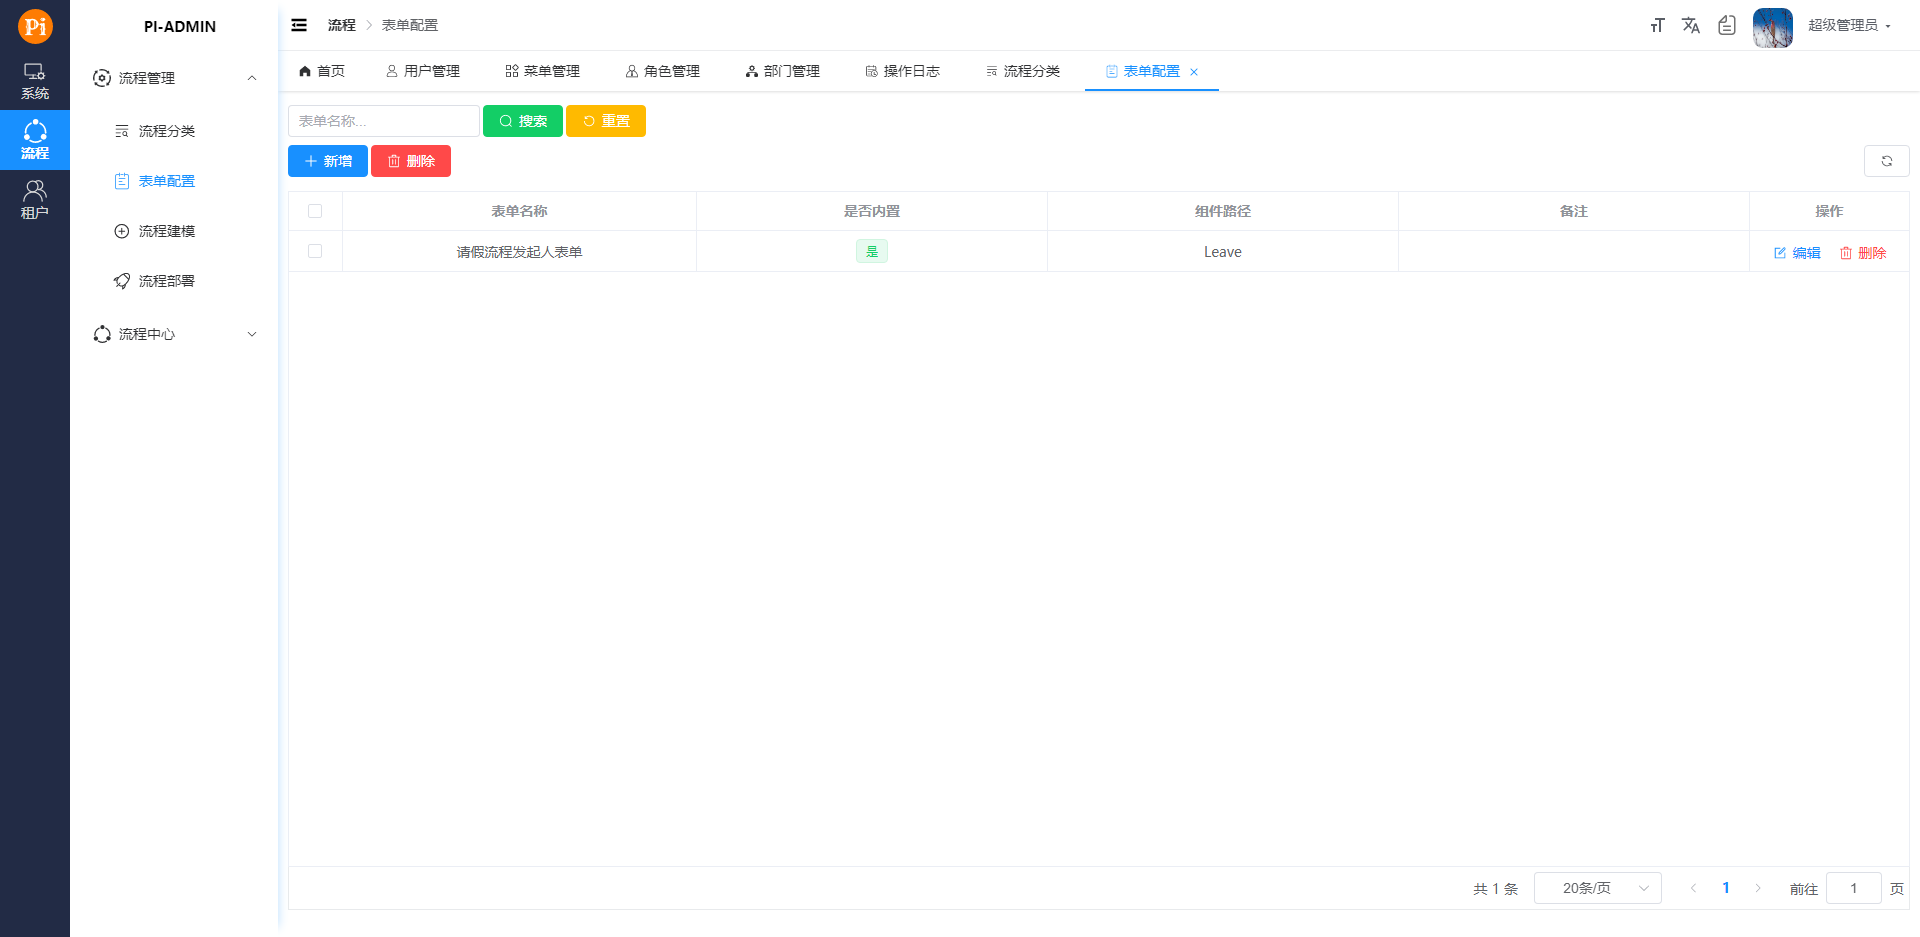 Pi
系统
流程
租户
PI-ADMIN
流程管理
流程分类
表单配置
流程建模
流程部署
流程中心
流程 表单配置
超级管理员
首页 用户管理 菜单管理 角色管理 部门管理 操作日志 流程分类 表单配置
表单名称... 搜索 重置
新增 删除
表单名称 是否内置 组件路径 备注 操作
请假流程发起人表单 是 Leave 编辑 删除
共 1 条 20条/页 1 前往 1 页